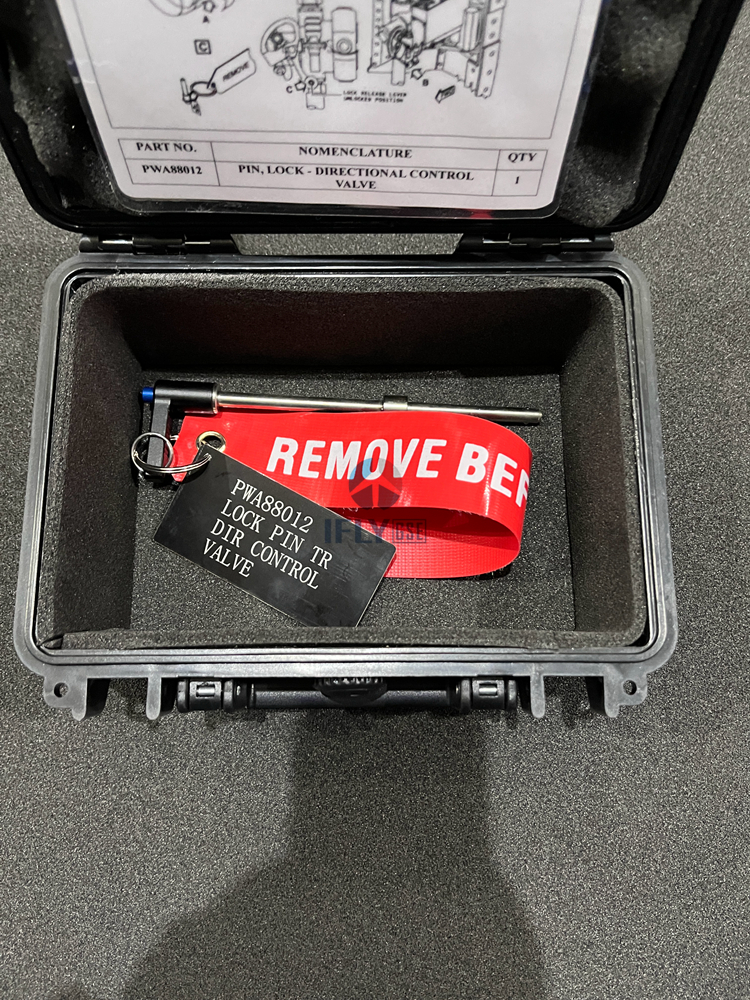 A
C
REMOVE
C
B
LOCK RELEASE LEVER
UNLOCKED POSITION
PART NO. NOMENCLATURE QTY
PWA88012 PIN, LOCK - DIRECTIONAL CONTROL VALVE 1
REMOVE BEF
PWA88012
LOCK PIN TR
DIR CONTROL
VALVE
IFLY GSE